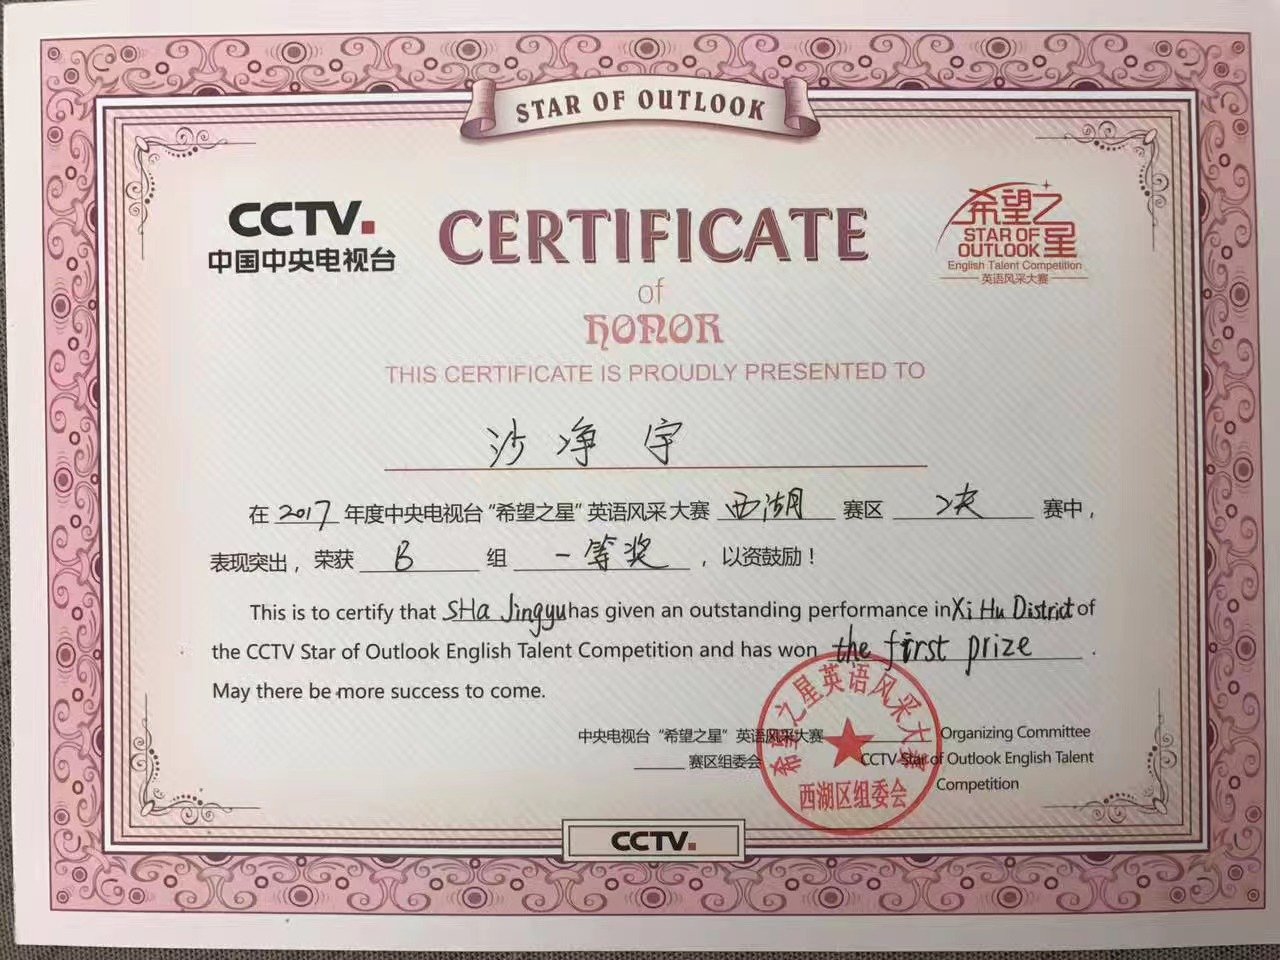 STAR OF OUTLOOK
CCTV.
中国中央电视台
CERTIFICATE
of
HONOR
希望之星
STAR OF
OUTLOOK
English Talent Competition
英语风采大赛
THIS CERTIFICATE IS PROUDLY PRESENTED TO
沙净宇
在 2017 年度中央电视台“希望之星”英语风采大赛 西湖 赛区 决 赛中，
表现突出，荣获 B 组 一等奖 ，以资鼓励！
This is to certify that SHa Jingyu has given an outstanding performance in Xi Hu District of
the CCTV Star of Outlook English Talent Competition and has won the first prize .
May there be more success to come.
中央电视台“希望之星”英语风采大赛
赛区组委会
Organizing Committee
CCTV Star of Outlook English Talent
Competition
希望之星英语风采大赛
西湖区组委会
CCTV.